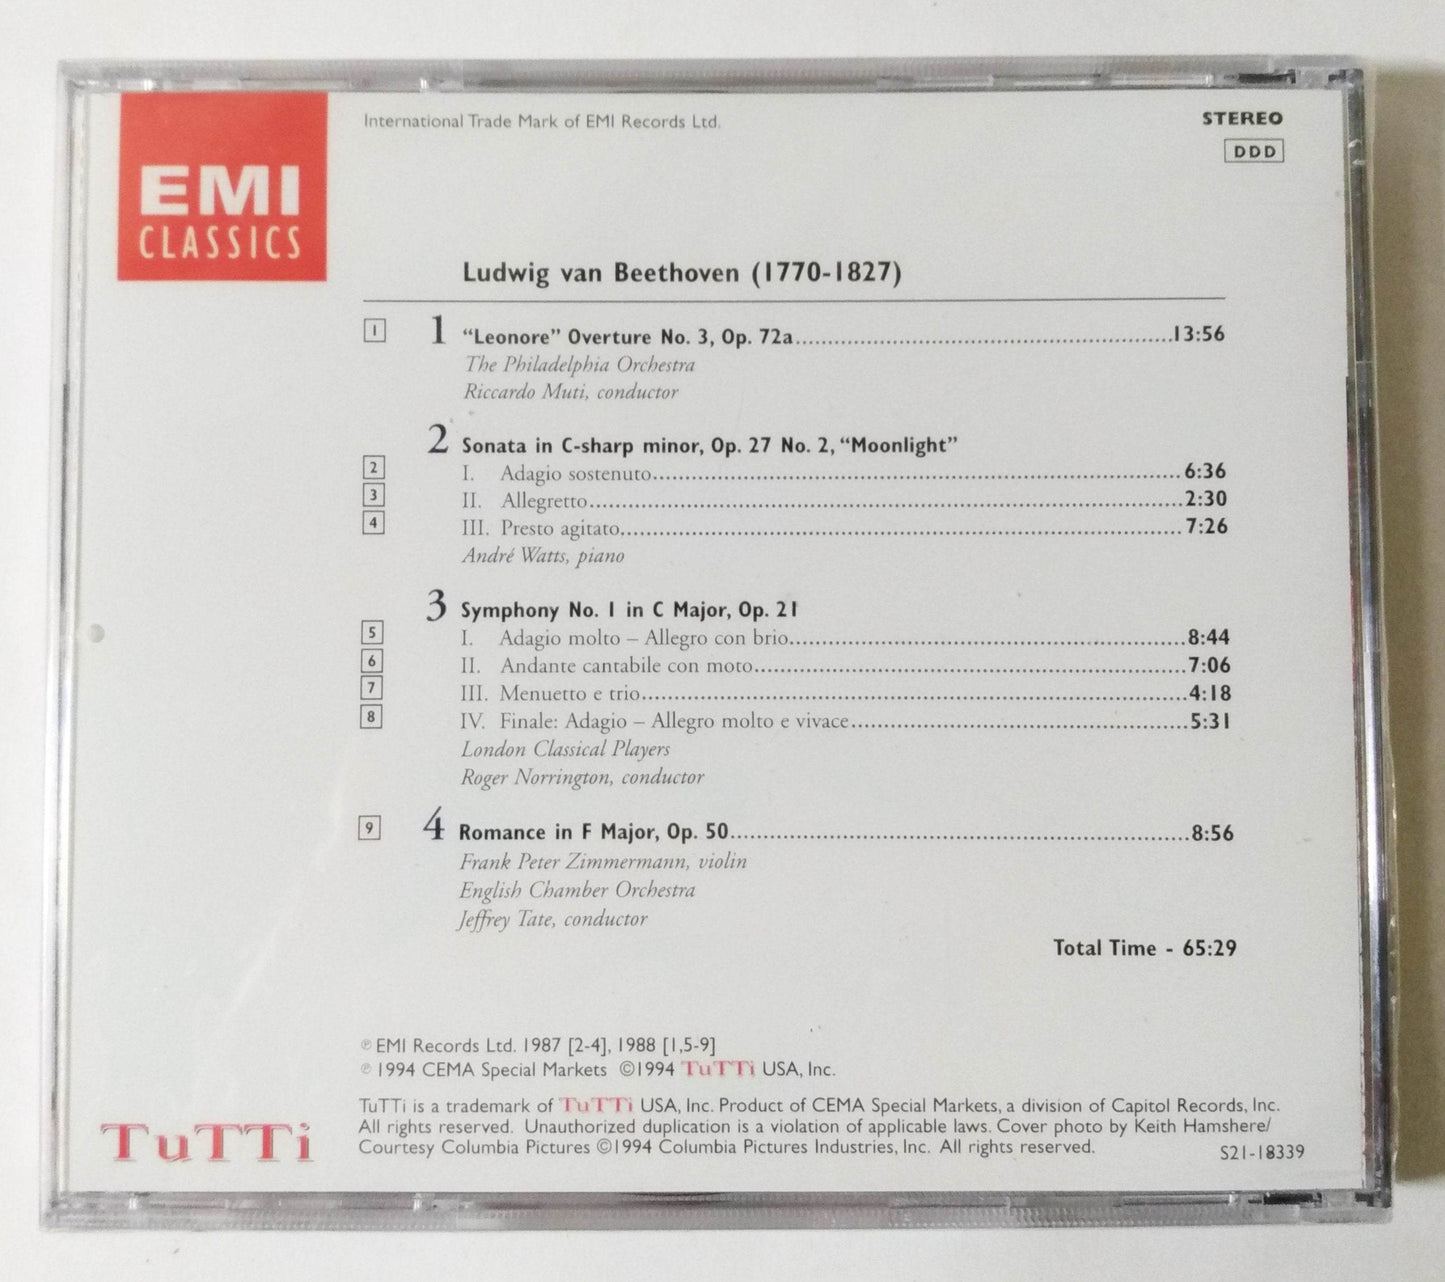 International Trade Mark of EMI Records Ltd.
STEREO
DDD
EMI
CLASSICS
Ludwig van Beethoven (1770-1827)
1 1 “Leonore” Overture No. 3, Op. 72a 13:56
The Philadelphia Orchestra
Riccardo Muti, conductor
2 Sonata in C-sharp minor, Op. 27 No. 2, “Moonlight”
2 I. Adagio sostenuto 6:36
3 II. Allegretto 2:30
4 III. Presto agitato 7:26
André Watts, piano
3 Symphony No. 1 in C Major, Op. 21
5 I. Adagio molto – Allegro con brio 8:44
6 II. Andante cantabile con moto 7:06
7 III. Menuetto e trio 4:18
8 IV. Finale: Adagio – Allegro molto e vivace 5:31
London Classical Players
Roger Norrington, conductor
9 4 Romance in F Major, Op. 50 8:56
Frank Peter Zimmermann, violin
English Chamber Orchestra
Jeffrey Tate, conductor
Total Time - 65:29
℗ EMI Records Ltd. 1987 [2-4], 1988 [1,5-9]
℗ 1994 CEMA Special Markets ©1994 TuTTi USA, Inc.
TuTTi is a trademark of TuTTi USA, Inc. Product of CEMA Special Markets, a division of Capitol Records, Inc.
All rights reserved. Unauthorized duplication is a violation of applicable laws. Cover photo by Keith Hamshere/
Courtesy Columbia Pictures ©1994 Columbia Pictures Industries, Inc. All rights reserved.
TuTTi
S21-18339